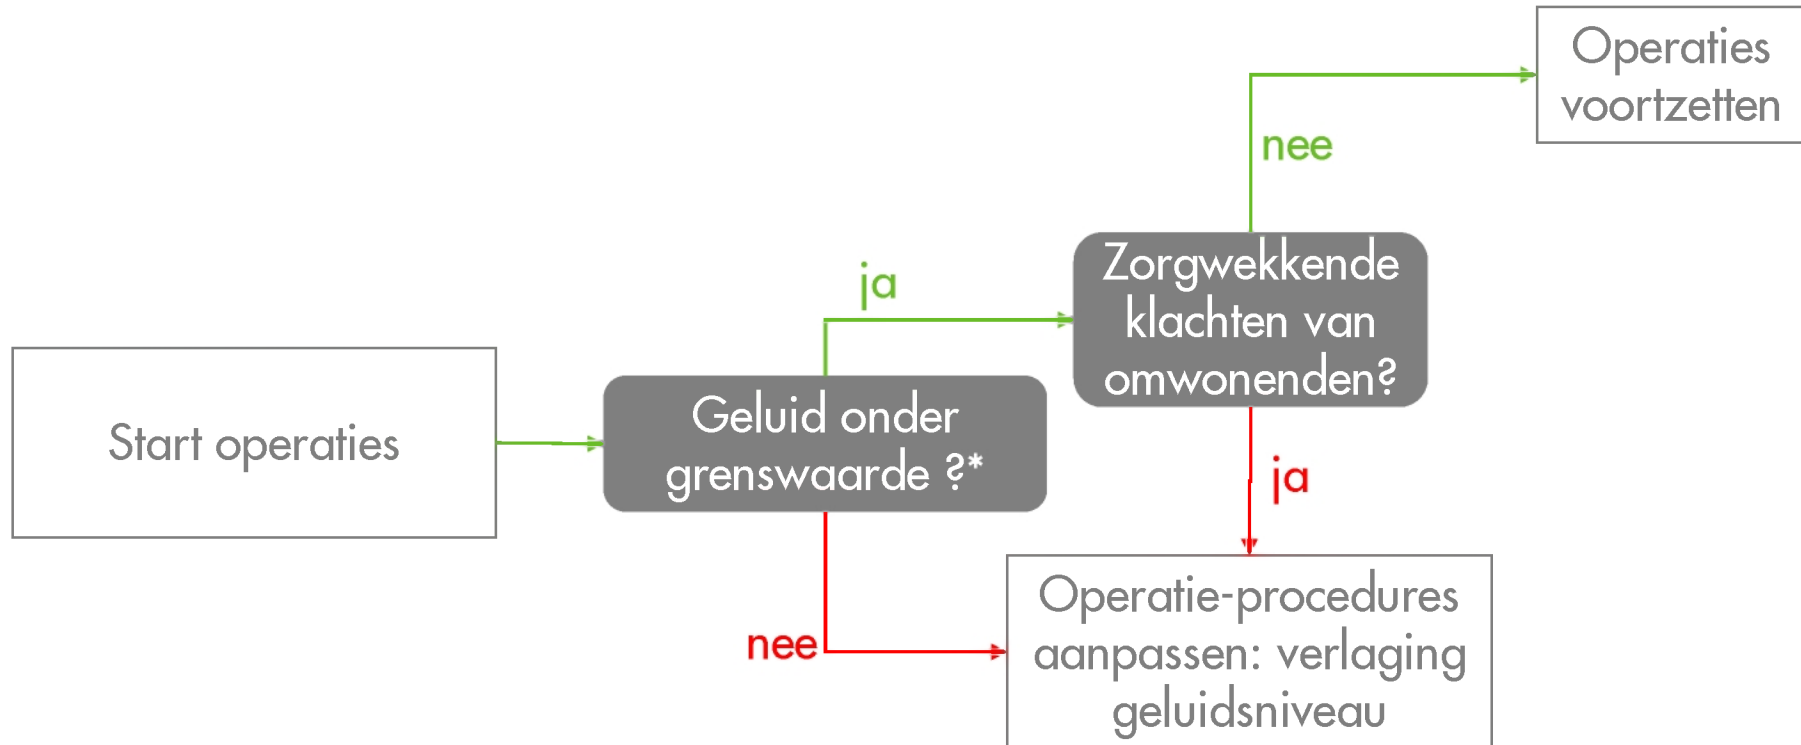 Operaties
voortzetten
nee
Zorgwekkende
klachten van
omwonenden?
ja
Geluid onder
grenswaarde ?*
Start operaties
ja
nee
Operatie-procedures
aanpassen: verlaging
geluidsniveau